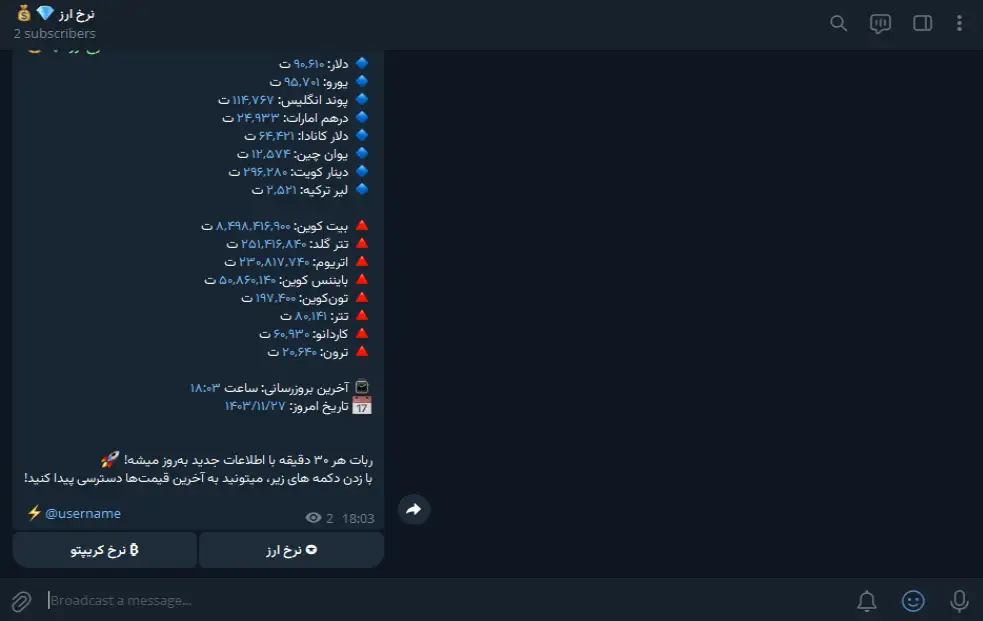 نرخ ارز 💎 💰
2 subscribers
🔷 دلار: ۹۰,۶۱۰ ت
🔷 یورو: ۹۵,۷۰۱ ت
🔷 پوند انگلیس: ۱۱۴,۷۶۷ ت
🔷 درهم امارات: ۲۴,۹۳۳ ت
🔷 دلار کانادا: ۶۴,۴۲۱ ت
🔷 یوان چین: ۱۲,۵۷۴ ت
🔷 دینار کویت: ۲۹۶,۲۸۰ ت
🔷 لیر ترکیه: ۲,۵۲۱ ت
🔺 بیت کوین: ۸,۴۹۸,۴۱۶,۹۰۰ ت
🔺 تتر گلد: ۲۵۱,۴۱۶,۸۴۰ ت
🔺 اتریوم: ۲۳۰,۸۱۷,۷۴۰ ت
🔺 بایننس کوین: ۵۰,۸۶۰,۱۴۰ ت
🔺 تون‌کوین: ۱۹۷,۴۰۰ ت
🔺 تتر: ۸۰,۱۴۱ ت
🔺 کاردانو: ۶۰,۹۳۰ ت
🔺 ترون: ۲۰,۶۴۰ ت
آخرین بروزرسانی: ساعت ۱۸:۰۳
17 تاریخ امروز: ۱۴۰۳/۱۱/۲۷
ربات هر ۳۰ دقیقه با اطلاعات جدید به‌روز میشه! 🚀
با زدن دکمه های زیر، میتونید به آخرین قیمت‌ها دسترسی پیدا کنید!
⚡ @username
2 18:03
نرخ ارز
₿ نرخ کریپتو
Broadcast a message...